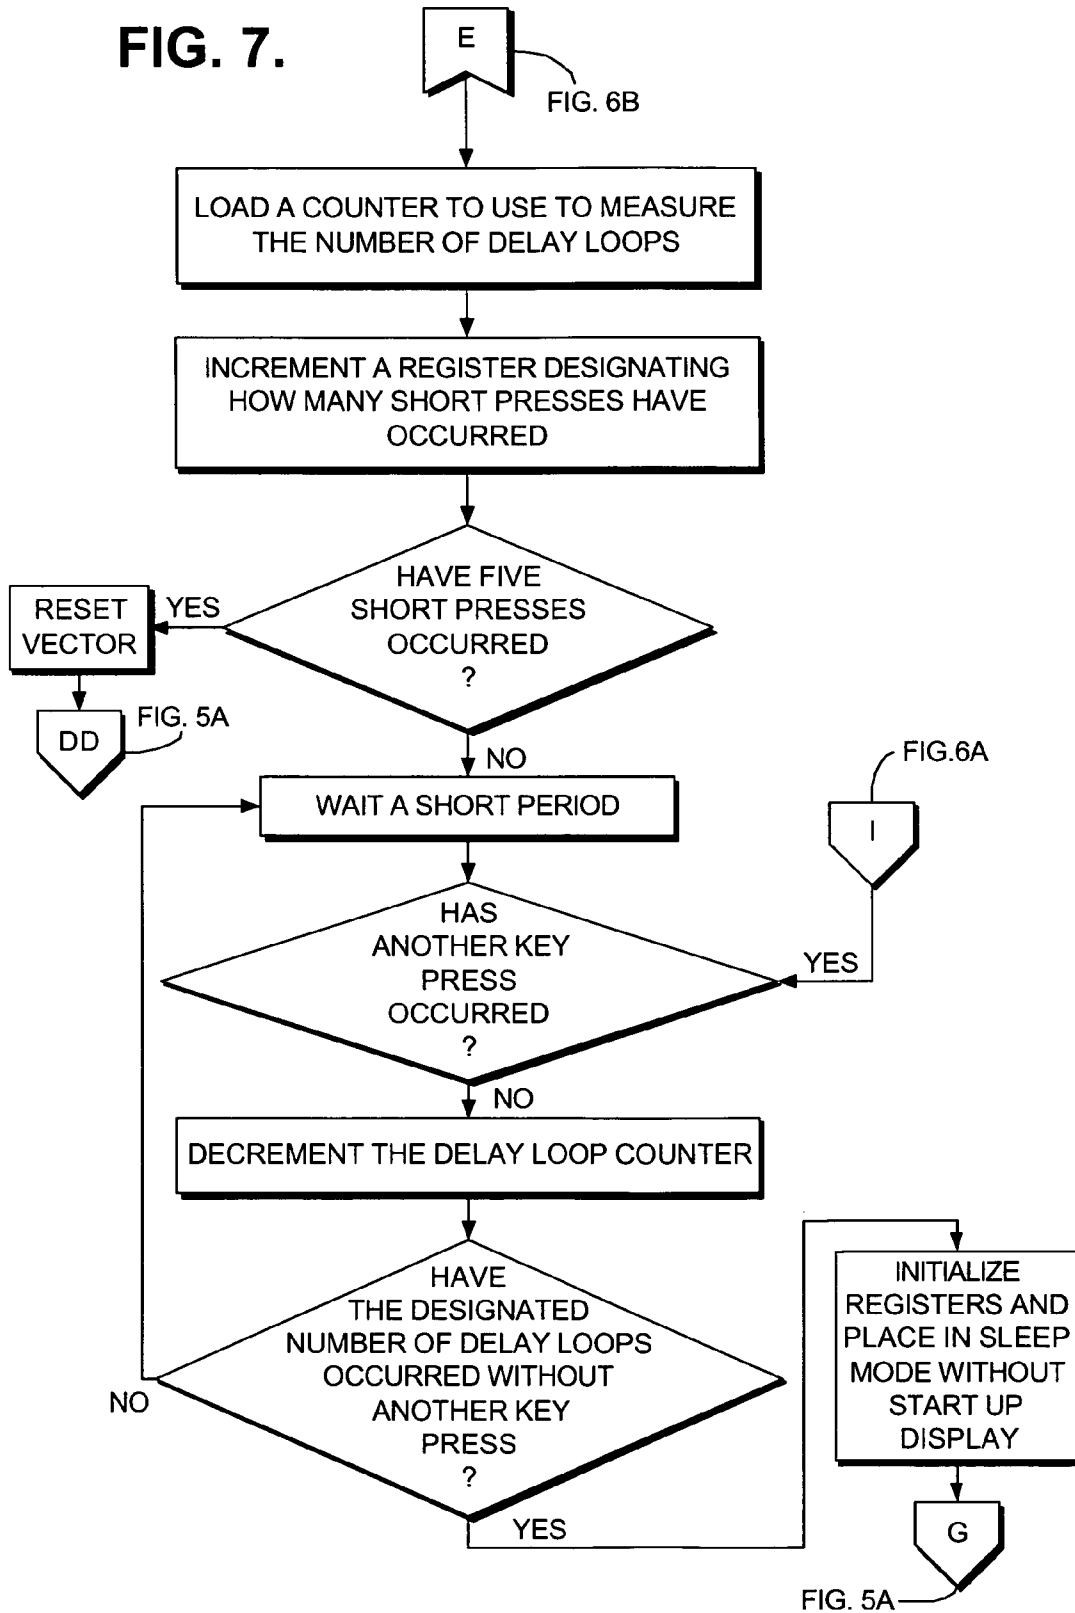 FIG. 7.
E
FIG. 6B
LOAD A COUNTER TO USE TO MEASURE
THE NUMBER OF DELAY LOOPS
INCREMENT A REGISTER DESIGNATING
HOW MANY SHORT PRESSES HAVE
OCCURRED
HAVE FIVE
SHORT PRESSES
OCCURRED
?
YES
RESET
VECTOR
DD
FIG. 5A
NO
WAIT A SHORT PERIOD
FIG.6A
I
YES
HAS
ANOTHER KEY
PRESS
OCCURRED
?
NO
DECREMENT THE DELAY LOOP COUNTER
HAVE
THE DESIGNATED
NUMBER OF DELAY LOOPS
OCCURRED WITHOUT
ANOTHER KEY
PRESS
?
NO
YES
INITIALIZE
REGISTERS AND
PLACE IN SLEEP
MODE WITHOUT
START UP
DISPLAY
G
FIG. 5A